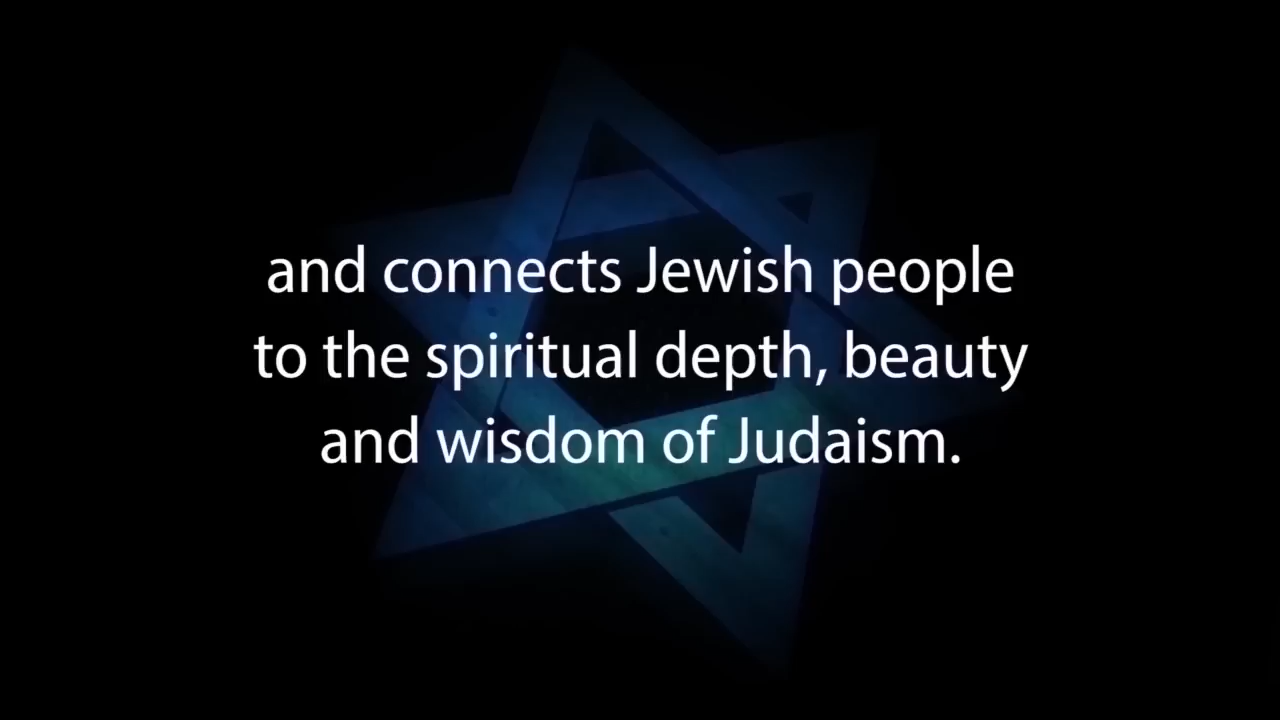 and connects Jewish people
to the spiritual depth, beauty
and wisdom of Judaism.